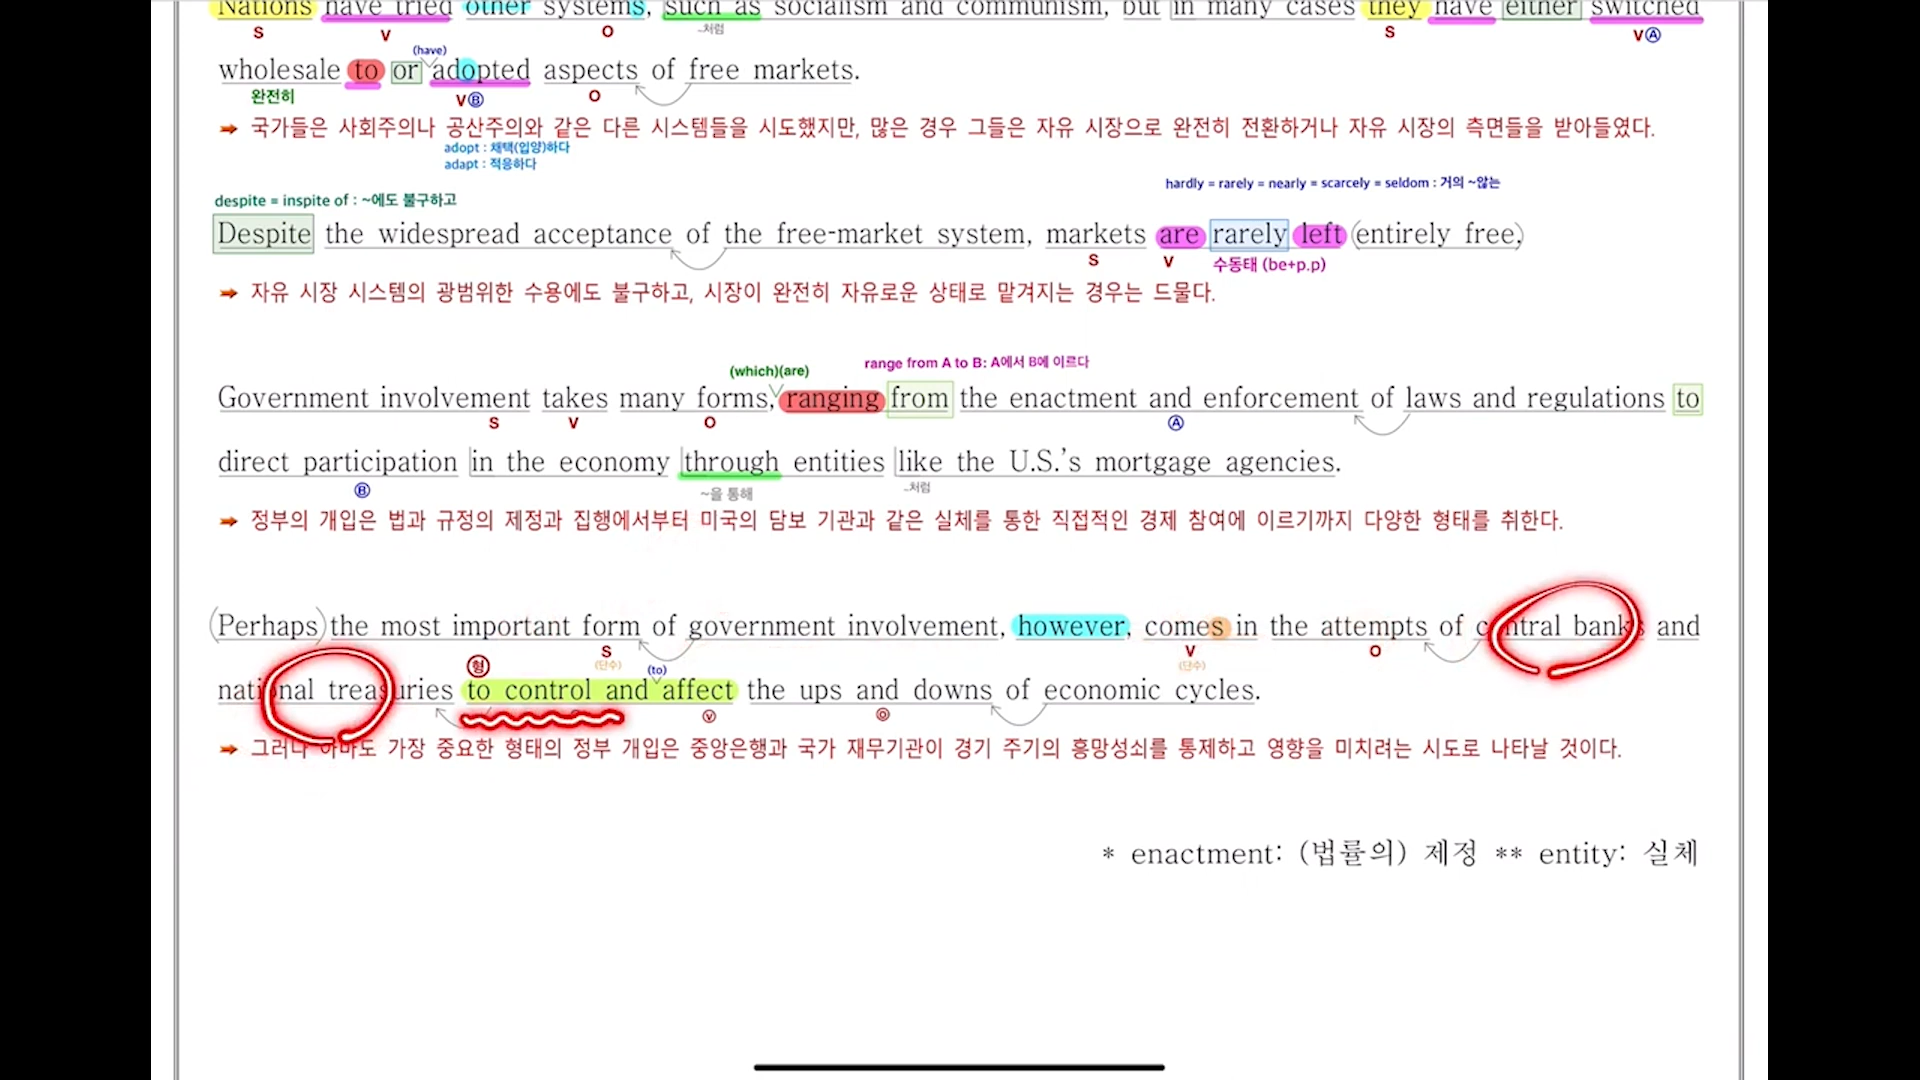 Nations have tried other systems, such as socialism and communism, but in many cases they have either switched
S V O ~처럼 S VⒶ
(have)
wholesale to or adopted aspects of free markets.
완전히 VⒷ O
➡ 국가들은 사회주의나 공산주의와 같은 다른 시스템들을 시도했지만, 많은 경우 그들은 자유 시장으로 완전히 전환하거나 자유 시장의 측면들을 받아들였다.
adopt : 채택(입양)하다
adapt : 적응하다
hardly = rarely = nearly = scarcely = seldom : 거의 ~않는
despite = inspite of : ~에도 불구하고
Despite the widespread acceptance of the free-market system, markets are rarely left (entirely free,)
S V 수동태 (be+p.p)
➡ 자유 시장 시스템의 광범위한 수용에도 불구하고, 시장이 완전히 자유로운 상태로 맡겨지는 경우는 드물다.
(which)(are) range from A to B: A에서 B에 이르다
Government involvement takes many forms, ranging from the enactment and enforcement of laws and regulations to
S V O Ⓐ
direct participation in the economy through entities like the U.S.'s mortgage agencies.
Ⓑ ~을 통해 ~처럼
➡ 정부의 개입은 법과 규정의 제정과 집행에서부터 미국의 담보 기관과 같은 실체를 통한 직접적인 경제 참여에 이르기까지 다양한 형태를 취한다.
(Perhaps) the most important form of government involvement, however, comes in the attempts of central banks and
S (단수) V (단수) O
형 (to)
national treasuries to control and affect the ups and downs of economic cycles.
ⓥ ⓞ
➡ 그러나 아마도 가장 중요한 형태의 정부 개입은 중앙은행과 국가 재무기관이 경기 주기의 흥망성쇠를 통제하고 영향을 미치려는 시도로 나타날 것이다.
* enactment: (법률의) 제정 ** entity: 실체